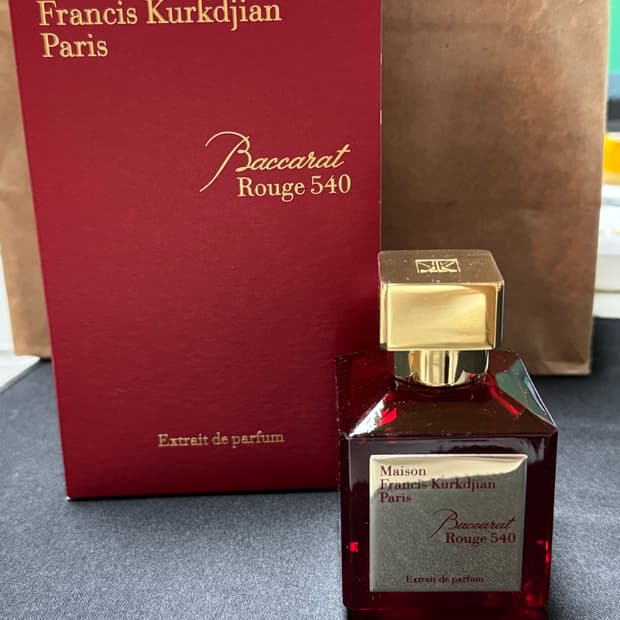 Francis Kurkdjian
Paris
Baccarat
Rouge 540
Extrait de parfum
Maison
Francis Kurkdjian
Paris
Baccarat
Rouge 540
Extrait de parfum